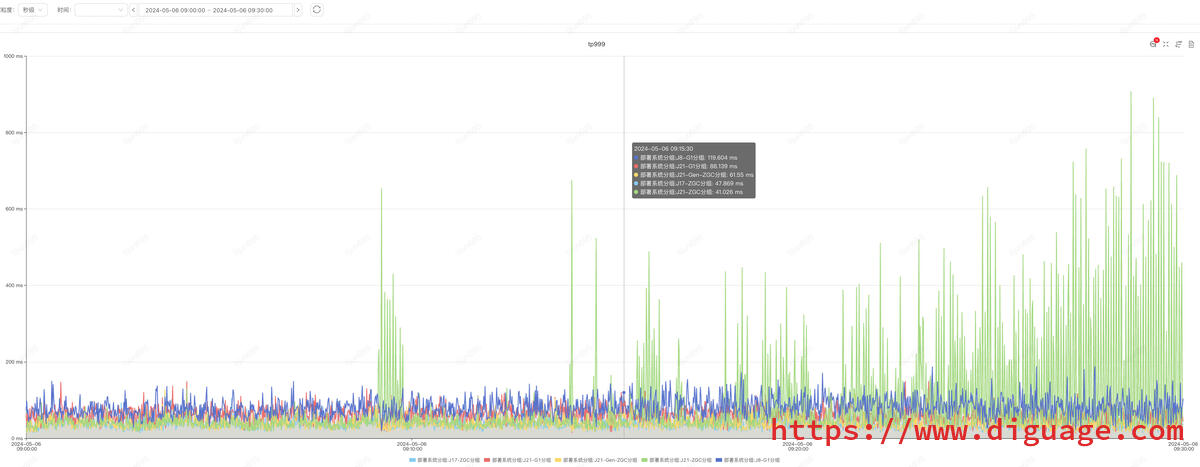 粒度: 秒级 时间: 2024-05-06 09:00:00 - 2024-05-06 09:30:00
tp999
1000 ms
800 ms
600 ms
400 ms
200 ms
0 ms
2024-05-06 09:15:30
部署系统分组:J8-G1分组: 119.604 ms
部署系统分组:J21-G1分组: 88.139 ms
部署系统分组:J21-Gen-ZGC分组: 61.55 ms
部署系统分组:J17-ZGC分组: 47.869 ms
部署系统分组:J21-ZGC分组: 41.026 ms
https://www.diguage.com
2024-05-06 2024-05-06 2024-05-06 2024-05-06
09:00:00 09:10:00 09:20:00 09:30:00
部署系统分组:J17-ZGC分组 部署系统分组:J21-G1分组 部署系统分组:J21-Gen-ZGC分组 部署系统分组:J21-ZGC分组 部署系统分组:J8-G1分组